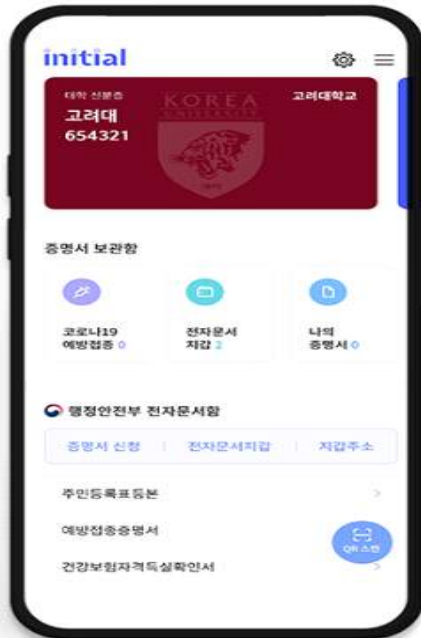 initial
대학 신분증
고려대학교
고려대
654321
KOREA
UNIVERSITY
증명서 보관함
코로나19
예방접종 0
전자문서
지갑 2
나의
증명서 0
행정안전부 전자문서함
증명서 신청
전자문서지갑
지갑주소
주민등록표등본
예방접종증명서
건강보험자격득실확인서
QR 스캔